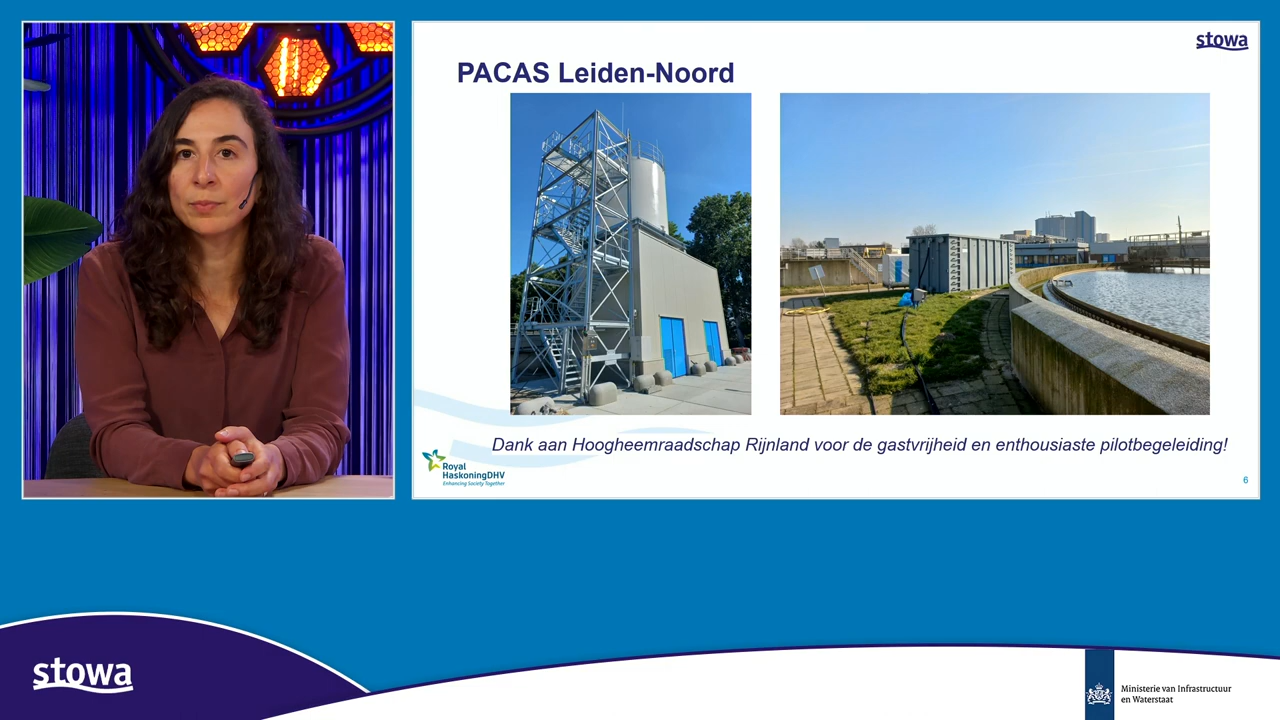 stowa
PACAS Leiden-Noord
Dank aan Hoogheemraadschap Rijnland voor de gastvrijheid en enthousiaste pilotbegeleiding!
Royal
HaskoningDHV
Enhancing Society Together
6
stowa
Ministerie van Infrastructuur
en Waterstaat